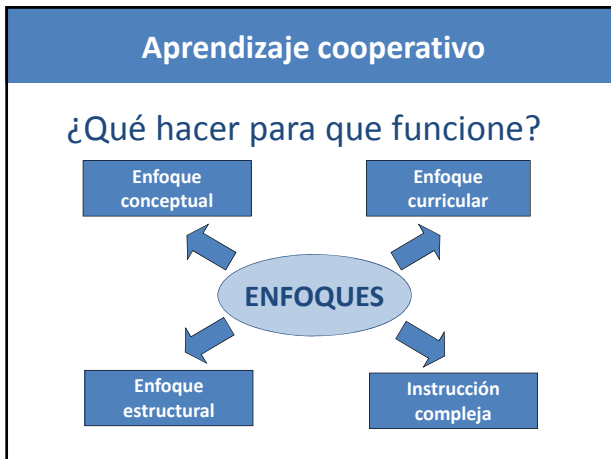 Aprendizaje cooperativo
¿Qué hacer para que funcione?
Enfoque
conceptual
Enfoque
curricular
ENFOQUES
Enfoque
estructural
Instrucción
compleja